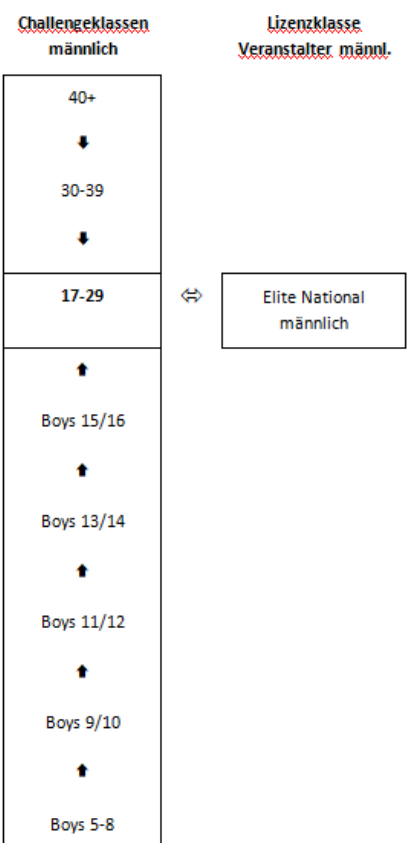 Challengeklassen
männlich
Lizenzklasse
Veranstalter männl.
40+
30-39
17-29
Elite National
männlich
Boys 15/16
Boys 13/14
Boys 11/12
Boys 9/10
Boys 5-8